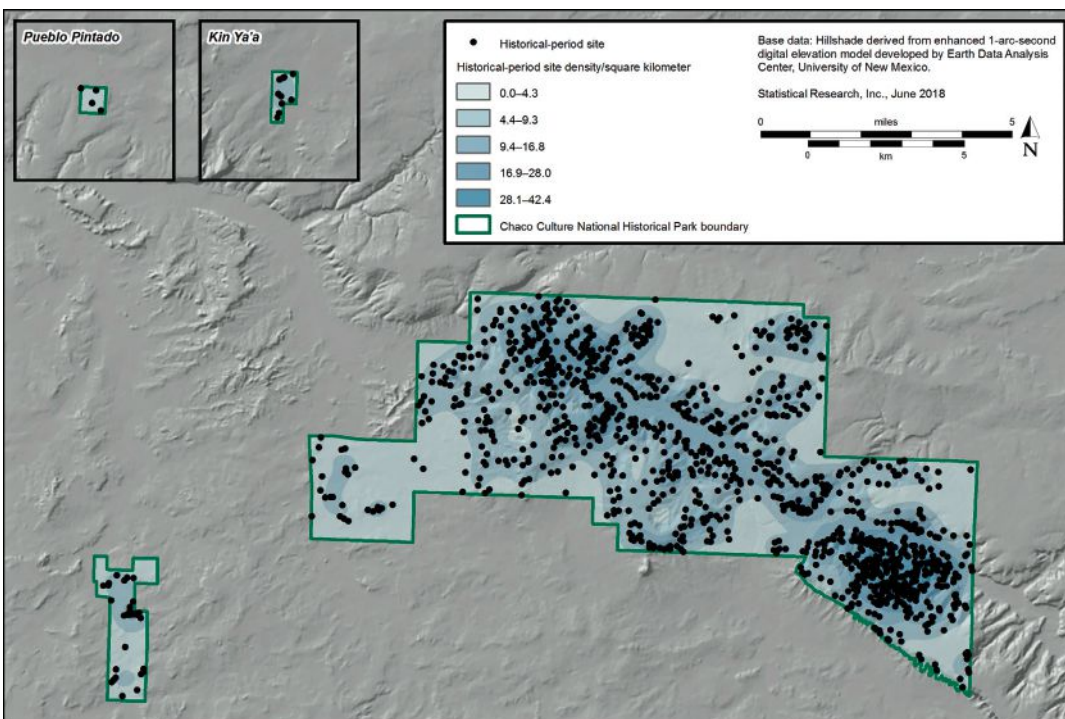 Pueblo Pintado
Kin Ya'a
Historical-period site
Historical-period site density/square kilometer
0.0–4.3
4.4–9.3
9.4–16.8
16.9–28.0
28.1–42.4
Chaco Culture National Historical Park boundary
Base data: Hillshade derived from enhanced 1-arc-second
digital elevation model developed by Earth Data Analysis
Center, University of New Mexico.
Statistical Research, Inc., June 2018
0 miles 5
0 km 5
N